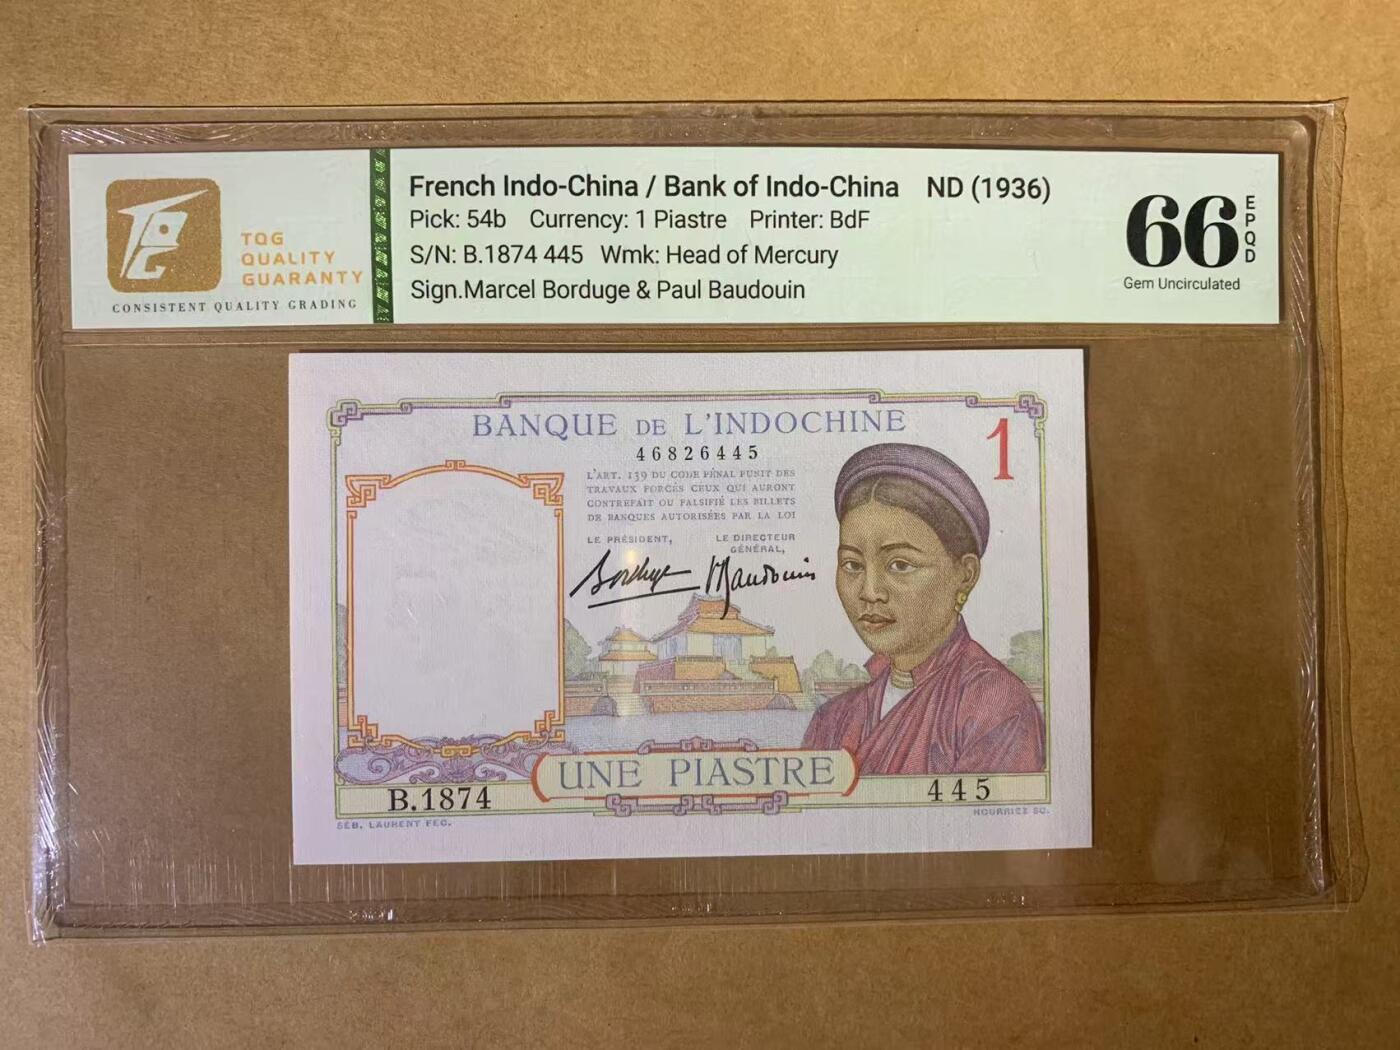 TQG
QUALITY
GUARANTY
CONSISTENT QUALITY GRADING
French Indo-China / Bank of Indo-China ND (1936)
Pick: 54b Currency: 1 Piastre Printer: BdF
S/N: B.1874 445 Wmk: Head of Mercury
Sign.Marcel Borduge & Paul Baudouin
66
EPQD
Gem Uncirculated
BANQUE DE L'INDOCHINE
1
46826445
L'ART. 139 DU CODE PÉNAL PUNIT DES
TRAVAUX FORCÉS CEUX QUI AURONT
CONTREFAIT OU FALSIFIÉ LES BILLETS
DE BANQUES AUTORISÉES PAR LA LOI
LE PRÉSIDENT,
LE DIRECTEUR
GÉNÉRAL,
Borduge
PBaudouin
UNE PIASTRE
B.1874
445
SÉB. LAURENT FEC.
HOURRIEZ SC.